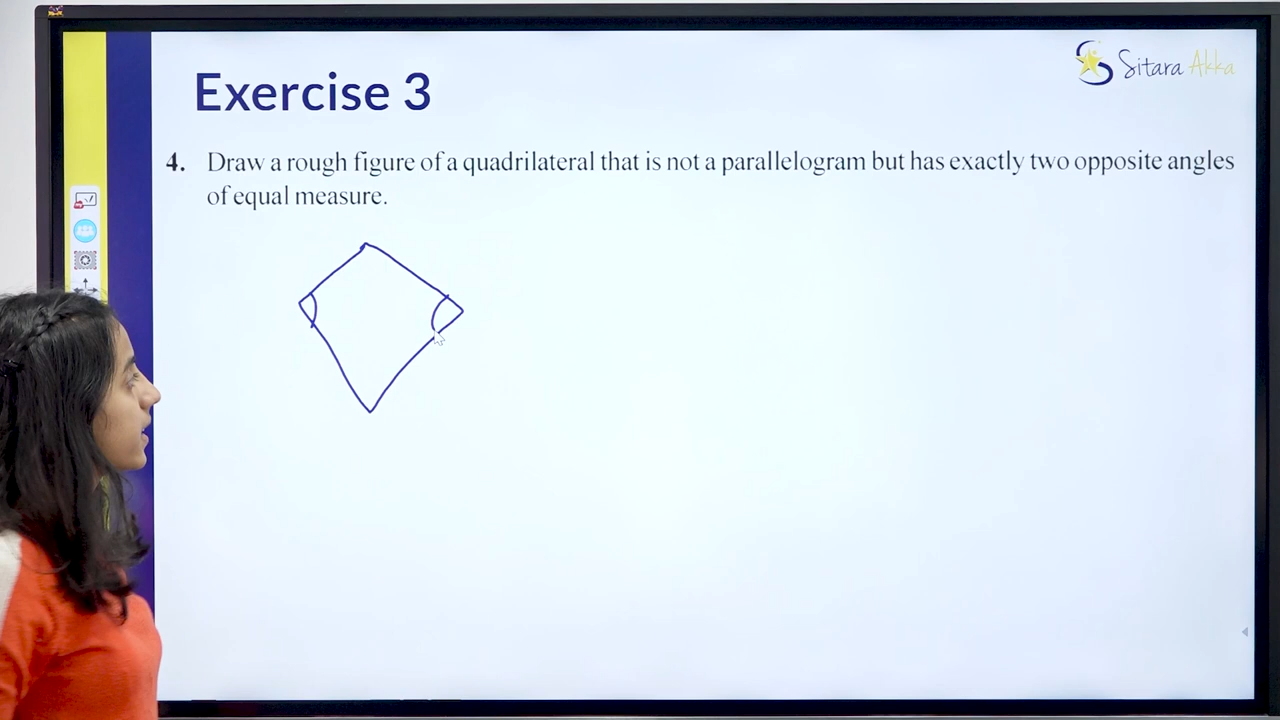 Sitara Akka
Exercise 3
4. Draw a rough figure of a quadrilateral that is not a parallelogram but has exactly two opposite angles
of equal measure.